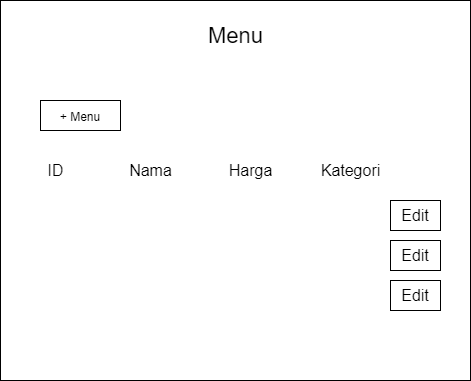 Menu
+ Menu
ID Nama Harga Kategori
Edit
Edit
Edit